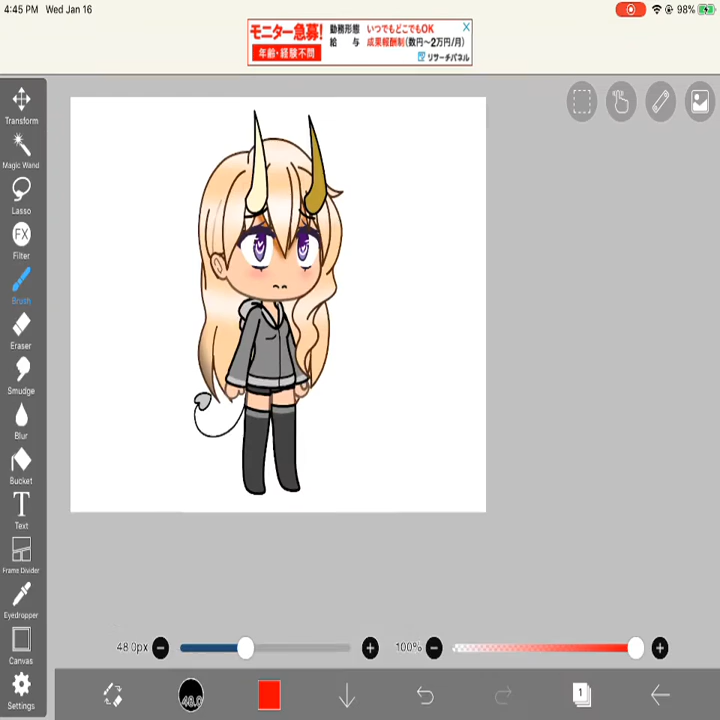 4:45 PM Wed Jan 16
98%
モニター急募!
年齢・経験不問
勤務形態 いつでもどこでもOK
給 与 成果報酬制(数円~2万円/月)
リサーチパネル
Transform
Magic Wand
Lasso
FX
Filter
Brush
Eraser
Smudge
Blur
Bucket
T
Text
Frame Divider
Eyedropper
Canvas
Settings
48.0px
100%
48.0
1